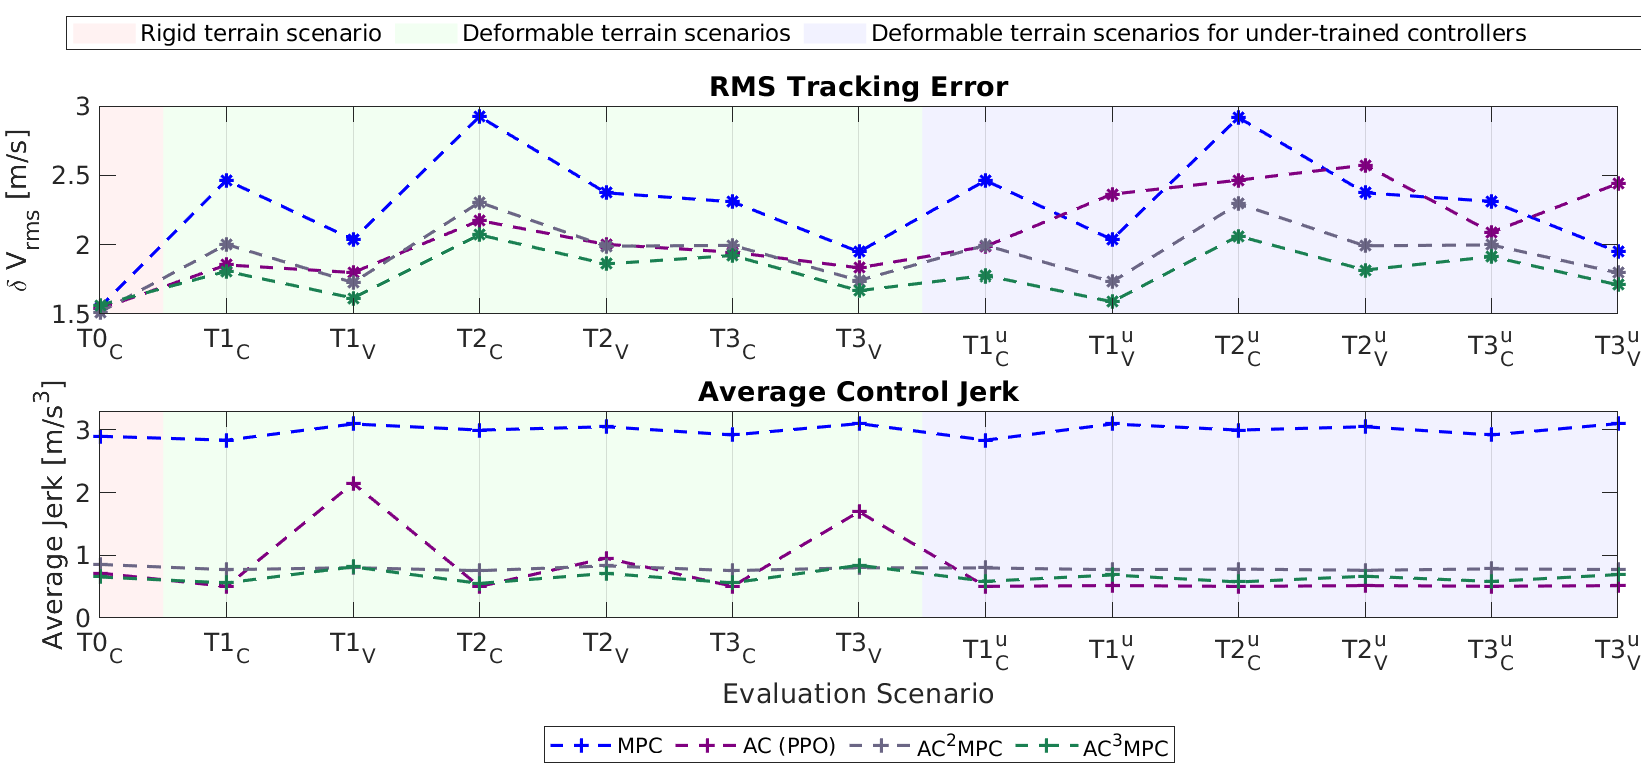 Rigid terrain scenario Deformable terrain scenarios Deformable terrain scenarios for under-trained controllers
RMS Tracking Error
δ V_rms [m/s]
3
2.5
2
1.5
T0_C T1_C T1_V T2_C T2_V T3_C T3_V T1^u_C T1^u_V T2^u_C T2^u_V T3^u_C T3^u_V
Average Control Jerk
Average Jerk [m/s^3]
3
2
1
0
T0_C T1_C T1_V T2_C T2_V T3_C T3_V T1^u_C T1^u_V T2^u_C T2^u_V T3^u_C T3^u_V
Evaluation Scenario
MPC AC (PPO) AC^2MPC AC^3MPC